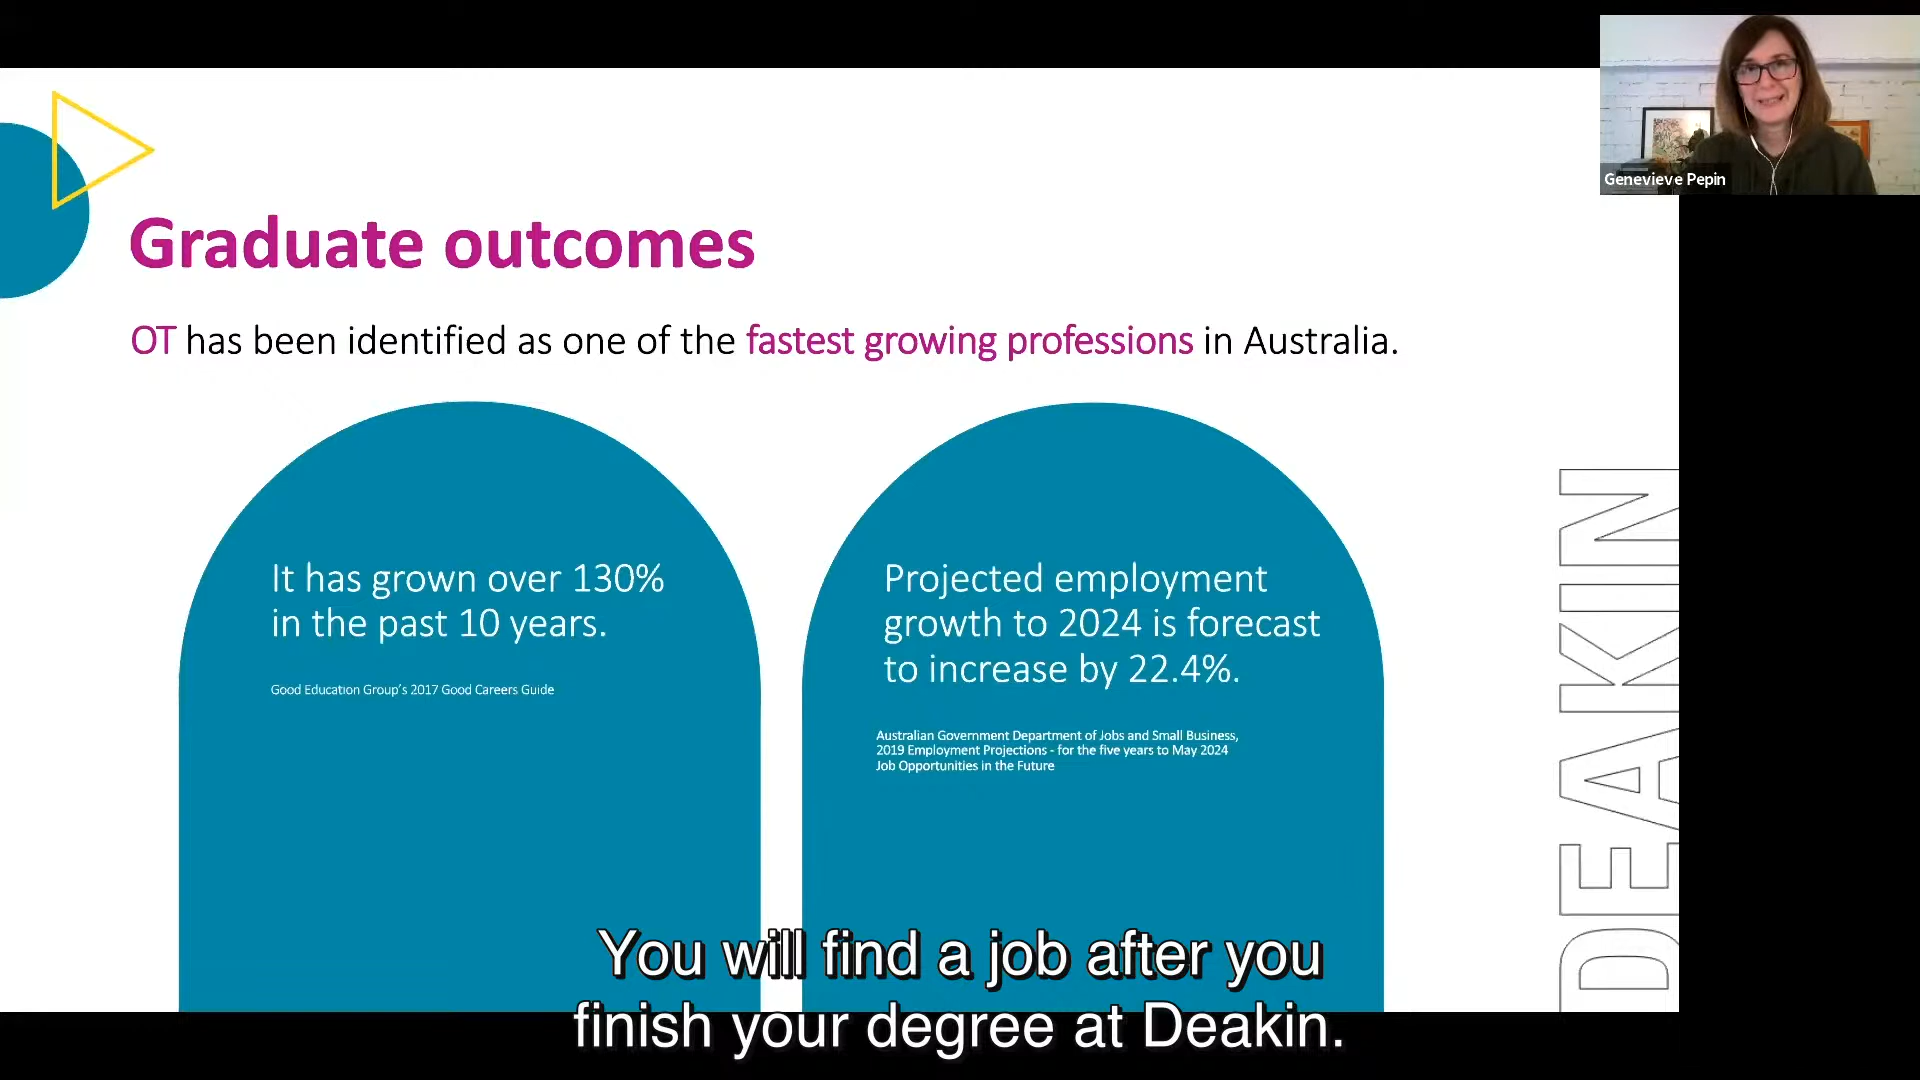 Genevieve Pepin
Graduate outcomes
OT has been identified as one of the fastest growing professions in Australia.
It has grown over 130%
in the past 10 years.
Good Education Group's 2017 Good Careers Guide
Projected employment
growth to 2024 is forecast
to increase by 22.4%.
Australian Government Department of Jobs and Small Business,
2019 Employment Projections - for the five years to May 2024
Job Opportunities in the Future
DEAKIN
You will find a job after you
finish your degree at Deakin.